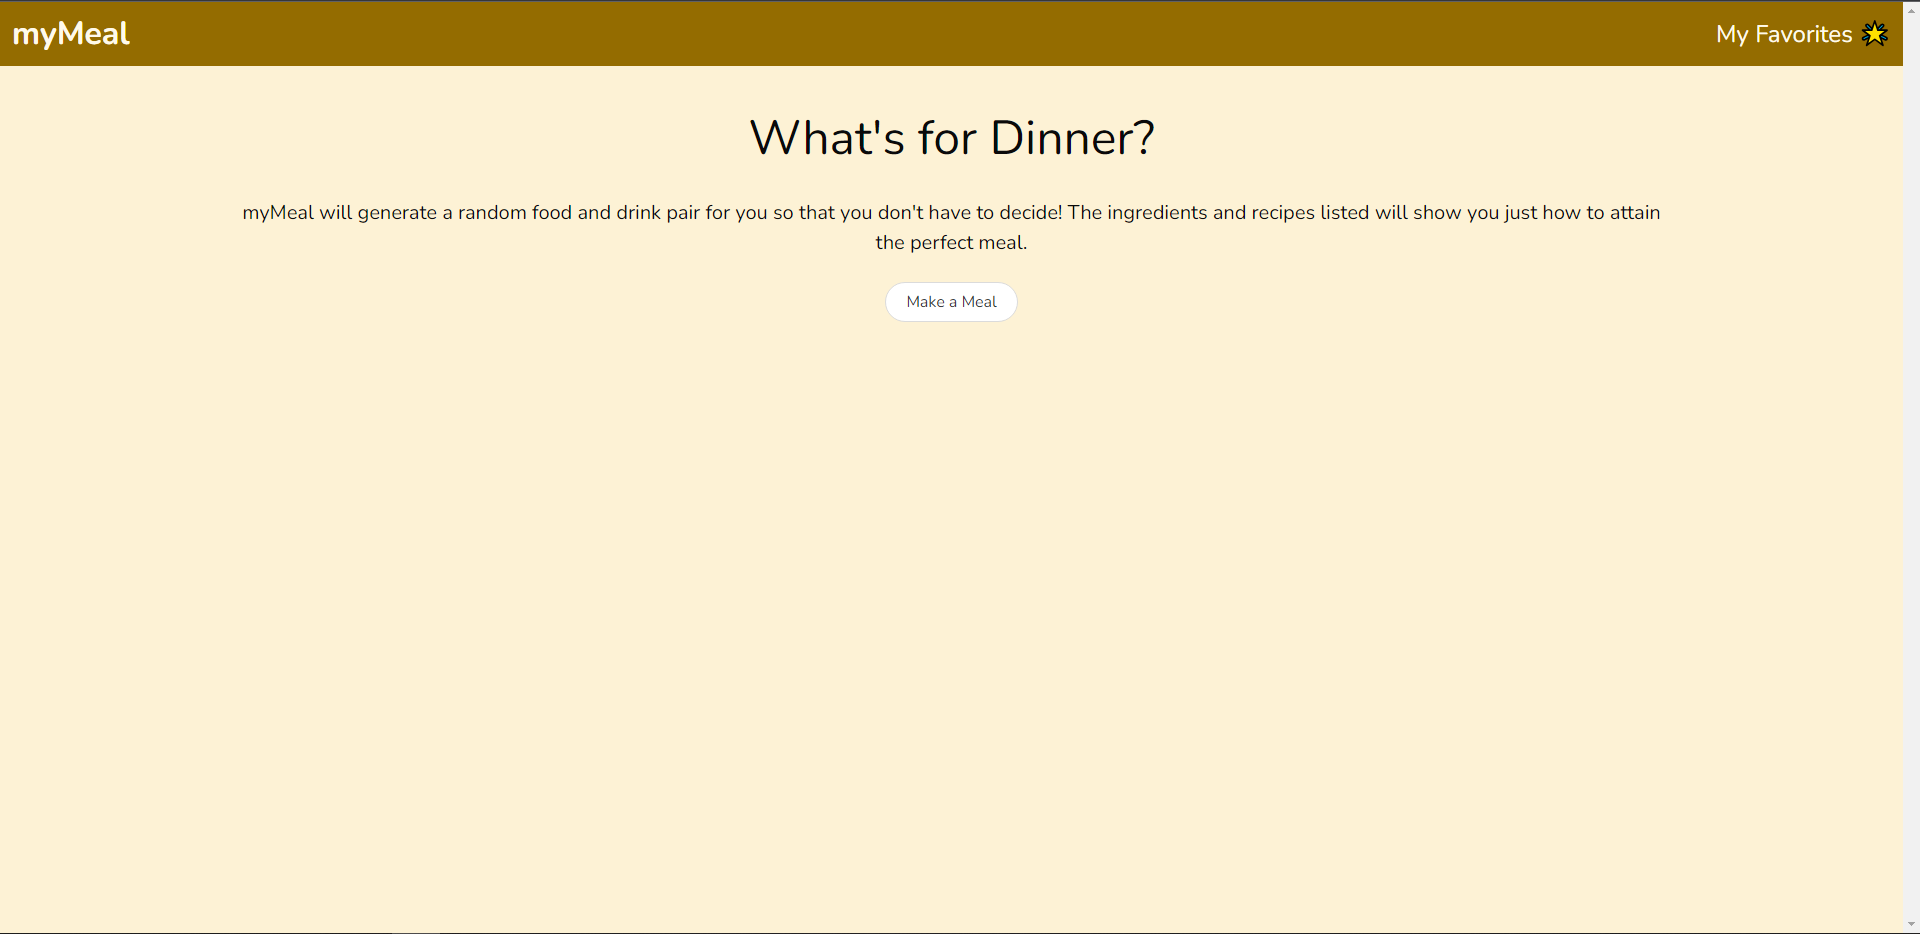 myMeal
My Favorites
What's for Dinner?
myMeal will generate a random food and drink pair for you so that you don't have to decide! The ingredients and recipes listed will show you just how to attain
the perfect meal.
Make a Meal